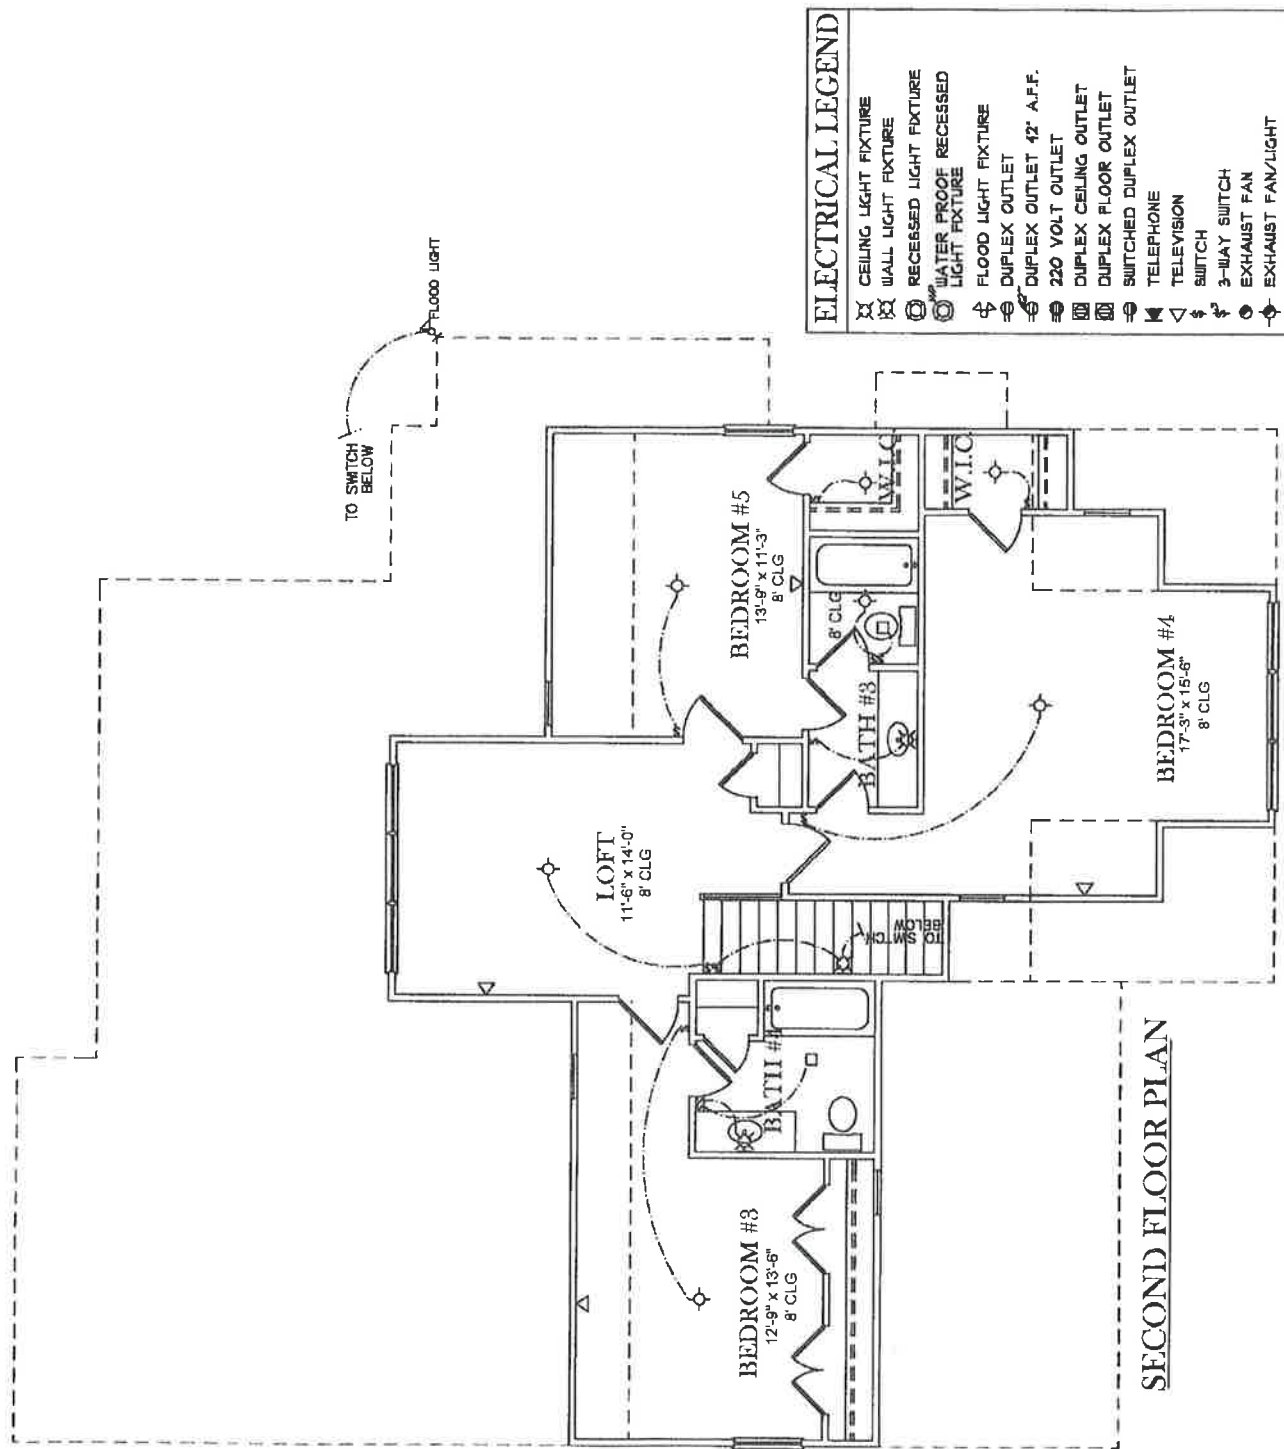 TO SWITCH
BELOW
FLOOD LIGHT
BEDROOM #5
13'-9" x 11'-3"
8' CLG
W.I.C
W.I.C
8' CLG
BATH #3
LOFT
11'-6" x 14'-0"
8' CLG
BEDROOM #4
17'-3" x 15'-6"
8' CLG
TO SWITCH
BELOW
BATH
BEDROOM #3
12'-9" x 13'-6"
8' CLG
SECOND FLOOR PLAN
ELECTRICAL LEGEND
CEILING LIGHT FIXTURE
WALL LIGHT FIXTURE
RECESSED LIGHT FIXTURE
WP WATER PROOF RECESSED
LIGHT FIXTURE
FLOOD LIGHT FIXTURE
DUPLEX OUTLET
42" DUPLEX OUTLET 42" A.F.F.
220 VOLT OUTLET
DUPLEX CEILING OUTLET
DUPLEX FLOOR OUTLET
SWITCHED DUPLEX OUTLET
TELEPHONE
TELEVISION
$ SWITCH
$3 3-WAY SWITCH
EXHAUST FAN
EXHAUST FAN/LIGHT